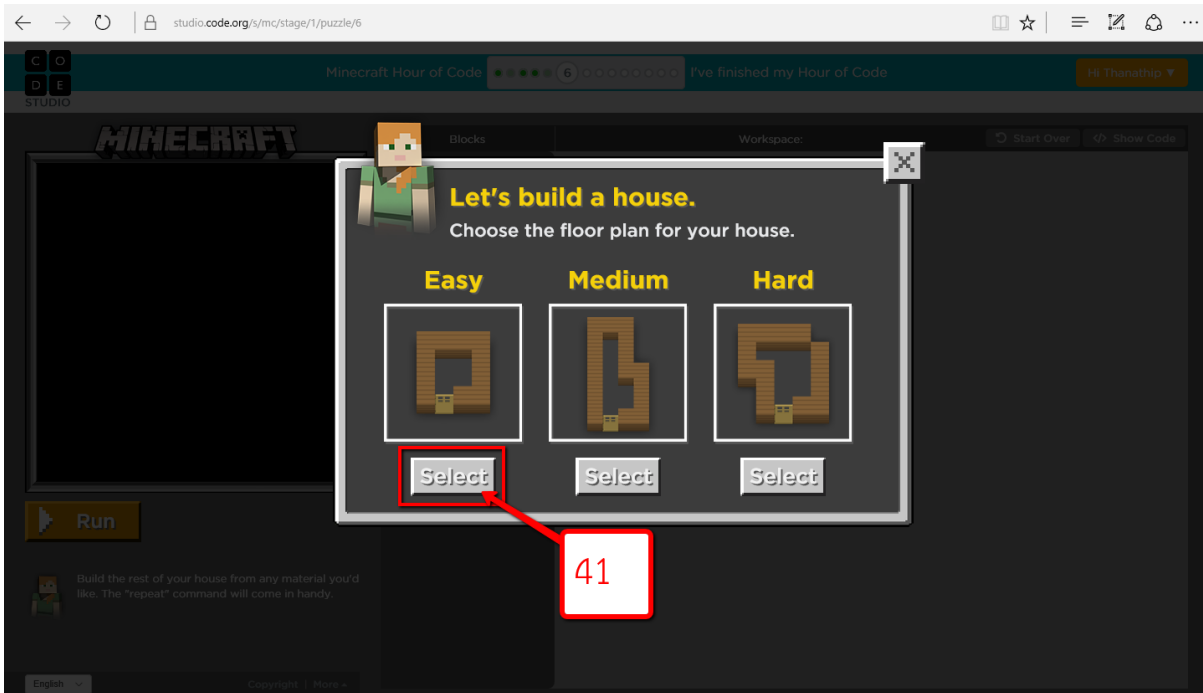 studio.code.org/s/mc/stage/1/puzzle/6
CO
DE
STUDIO
Minecraft Hour of Code 6 I've finished my Hour of Code
Hi Thanathip ▼
MINECRAFT
Blocks
Workspace:
Start Over
</> Show Code
Let's build a house.
Choose the floor plan for your house.
Easy Medium Hard
Select Select Select
Run
41
Build the rest of your house from any material you'd
like. The "repeat" command will come in handy.
English
Copyright | More